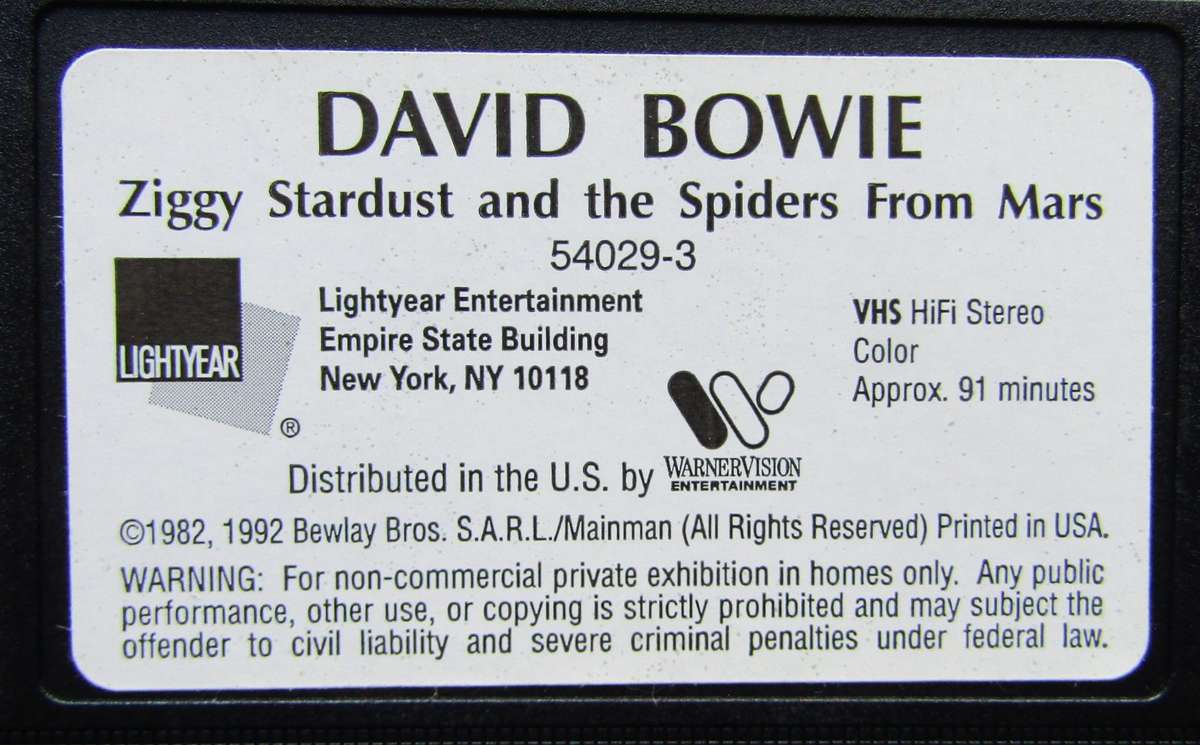 DAVID BOWIE
Ziggy Stardust and the Spiders From Mars
54029-3
LIGHTYEAR
®
Lightyear Entertainment
Empire State Building
New York, NY 10118
VHS HiFi Stereo
Color
Approx. 91 minutes
Distributed in the U.S. by
WARNERVISION
ENTERTAINMENT
©1982, 1992 Bewlay Bros. S.A.R.L./Mainman (All Rights Reserved) Printed in USA.
WARNING: For non-commercial private exhibition in homes only. Any public
performance, other use, or copying is strictly prohibited and may subject the
offender to civil liability and severe criminal penalties under federal law.